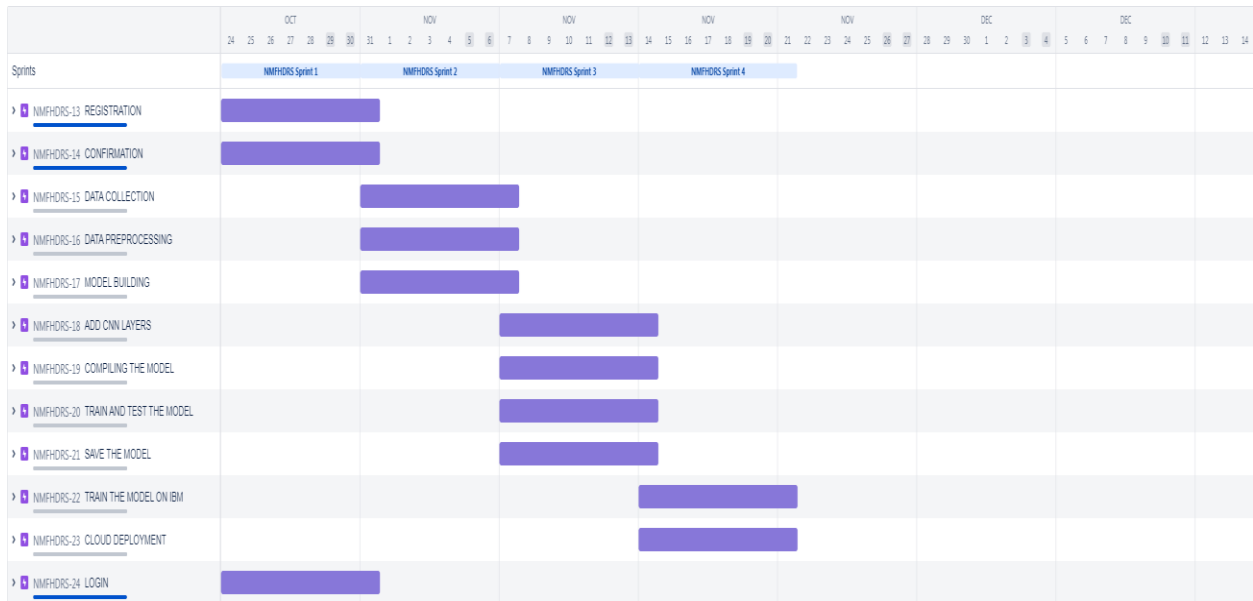 OCT NOV NOV NOV NOV DEC DEC
24 25 26 27 28 29 30 31 1 2 3 4 5 6 7 8 9 10 11 12 13 14 15 16 17 18 19 20 21 22 23 24 25 26 27 28 29 30 1 2 3 4 5 6 7 8 9 10 11 12 13 14
Sprints NMFHDRS Sprint 1 NMFHDRS Sprint 2 NMFHDRS Sprint 3 NMFHDRS Sprint 4
NMFHDRS-13 REGISTRATION
NMFHDRS-14 CONFIRMATION
NMFHDRS-15 DATA COLLECTION
NMFHDRS-16 DATA PREPROCESSING
NMFHDRS-17 MODEL BUILDING
NMFHDRS-18 ADD CNN LAYERS
NMFHDRS-19 COMPILING THE MODEL
NMFHDRS-20 TRAIN AND TEST THE MODEL
NMFHDRS-21 SAVE THE MODEL
NMFHDRS-22 TRAIN THE MODEL ON IBM
NMFHDRS-23 CLOUD DEPLOYMENT
NMFHDRS-24 LOGIN